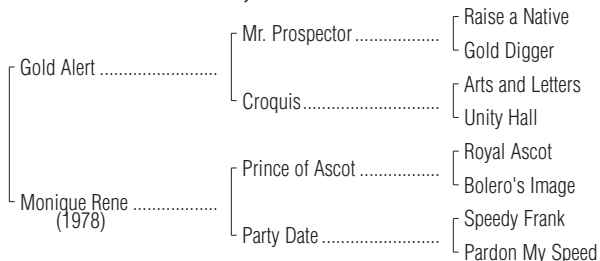 Raise a Native
Mr. Prospector ..................
Gold Digger
Gold Alert .........................
Arts and Letters
Croquis.............................
Unity Hall
Royal Ascot
Prince of Ascot .................
Bolero's Image
Monique Rene ..................
(1978)
Speedy Frank
Party Date .........................
Pardon My Speed